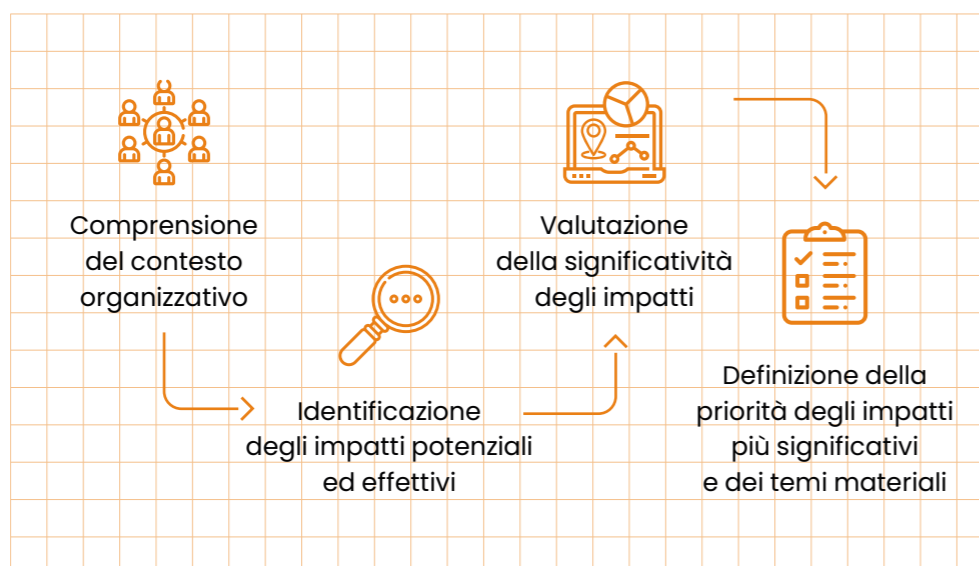 Comprensione
del contesto
organizzativo
Identificazione
degli impatti potenziali
ed effettivi
Valutazione
della significatività
degli impatti
Definizione della
priorità degli impatti
più significativi
e dei temi materiali